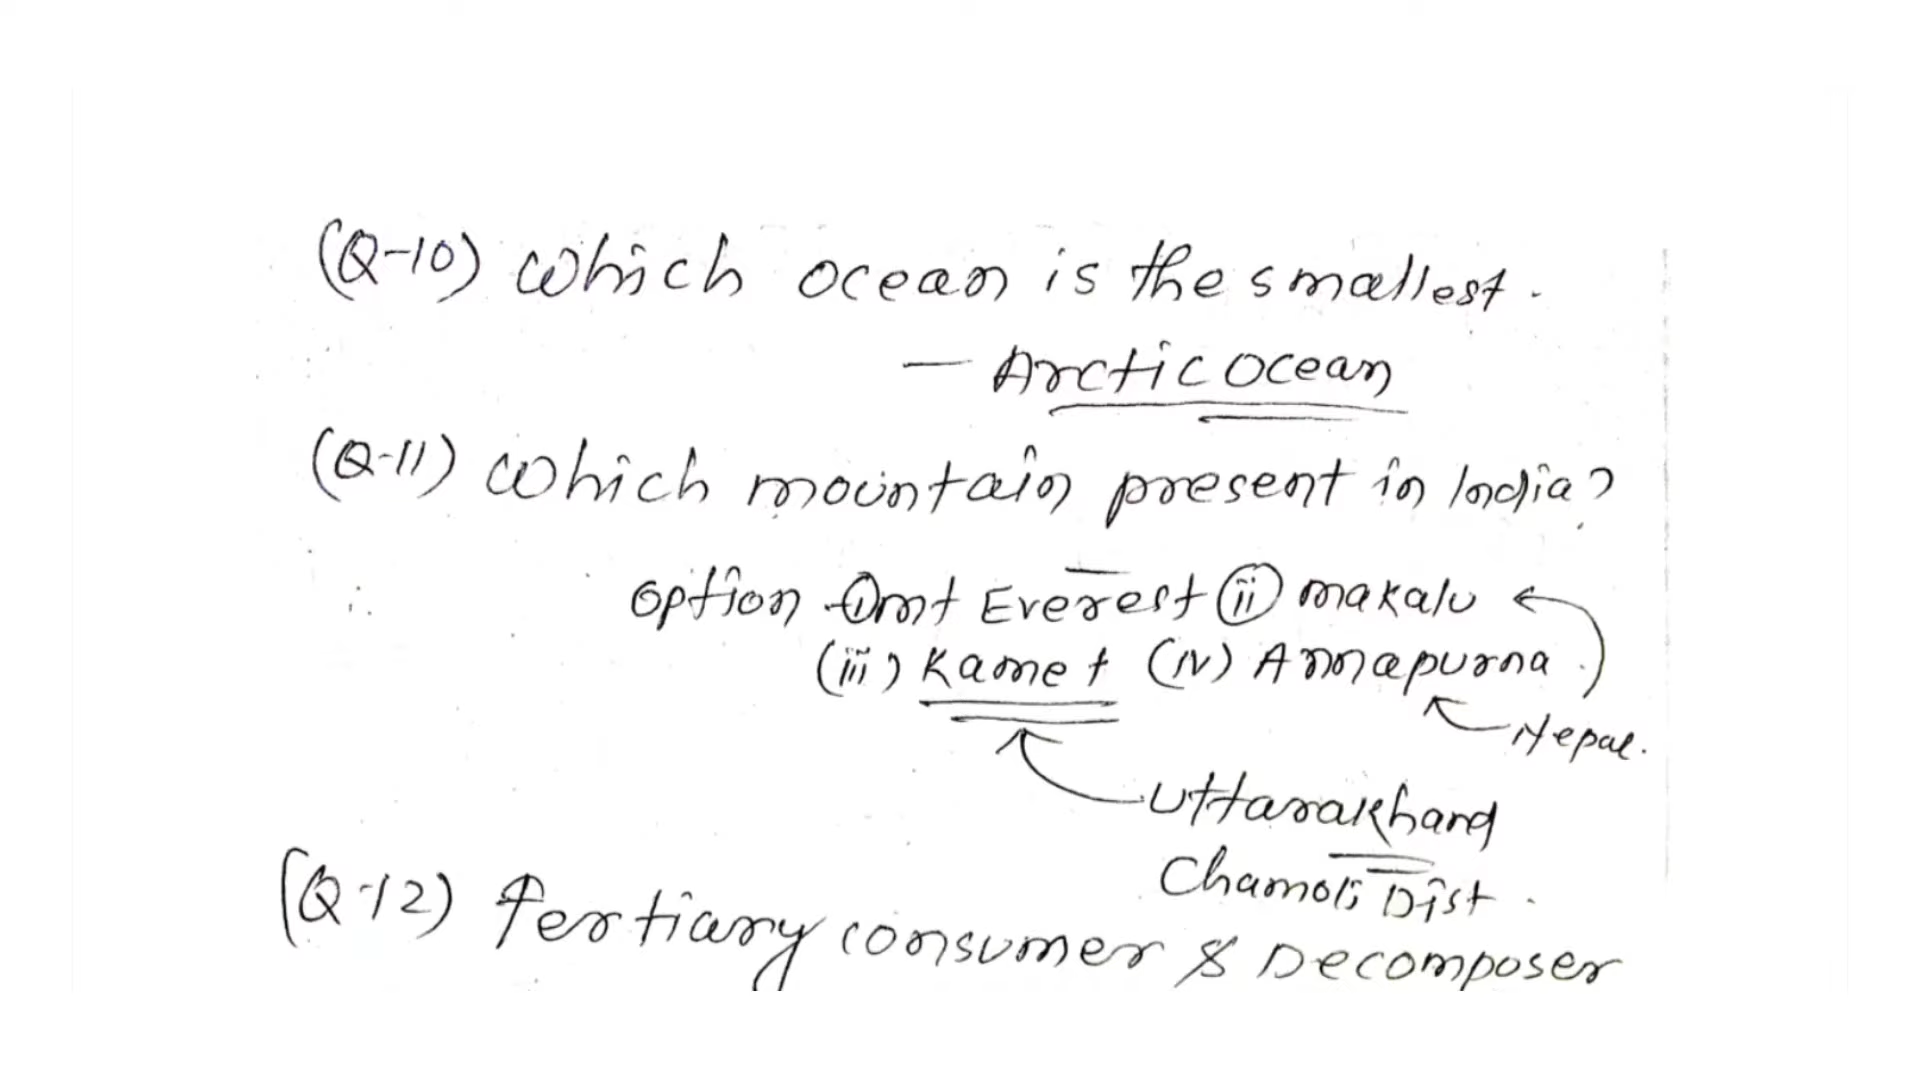 (Q-10) Which ocean is the smallest.
— Arctic ocean
(Q-11) Which mountain present in India?
option (i) mt Everest (ii) makalu
(iii) Kamet (iv) Annapurna
Nepal.
Uttarakhand
Chamoli Dist.
(Q-12) Tertiary consumer & Decomposer